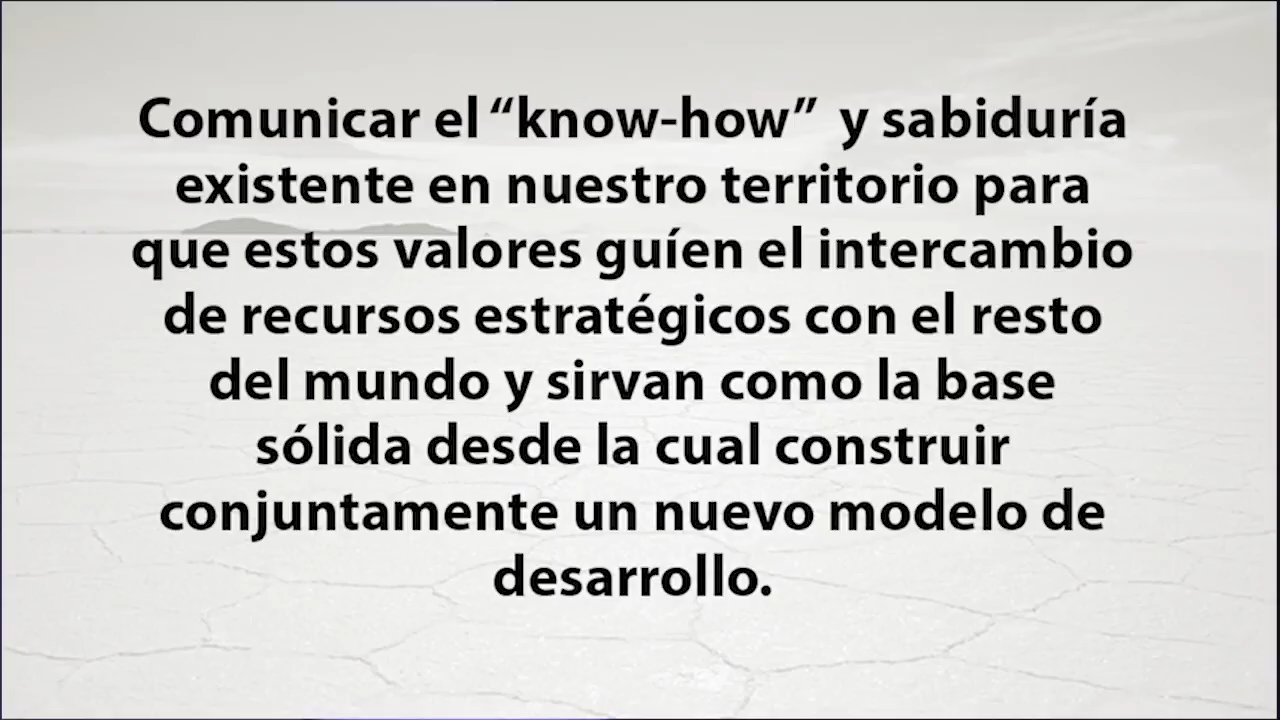 Comunicar el “know-how” y sabiduría
existente en nuestro territorio para
que estos valores guíen el intercambio
de recursos estratégicos con el resto
del mundo y sirvan como la base
sólida desde la cual construir
conjuntamente un nuevo modelo de
desarrollo.